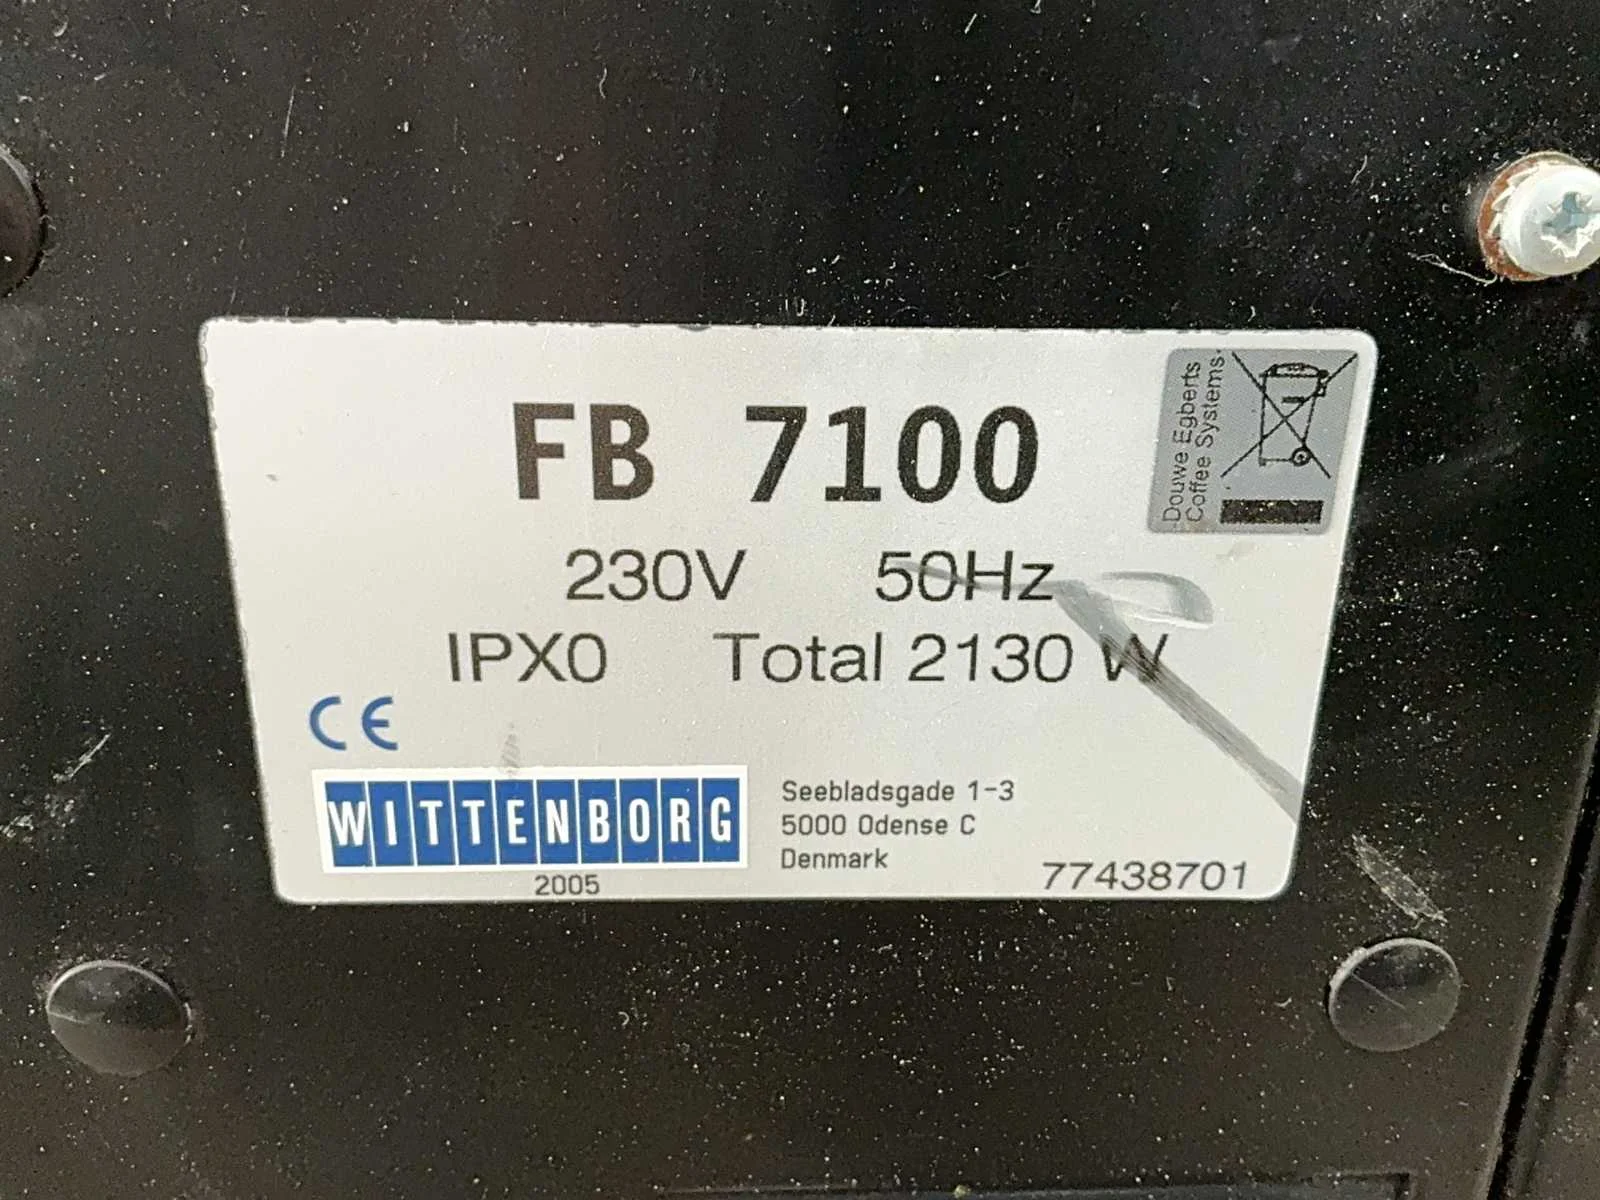 FB 7100
Douwe Egberts
Coffee Systems.
230V 50Hz
IPX0 Total 2130 W
CE
WITTENBORG
2005
Seebladsgade 1-3
5000 Odense C
Denmark
77438701